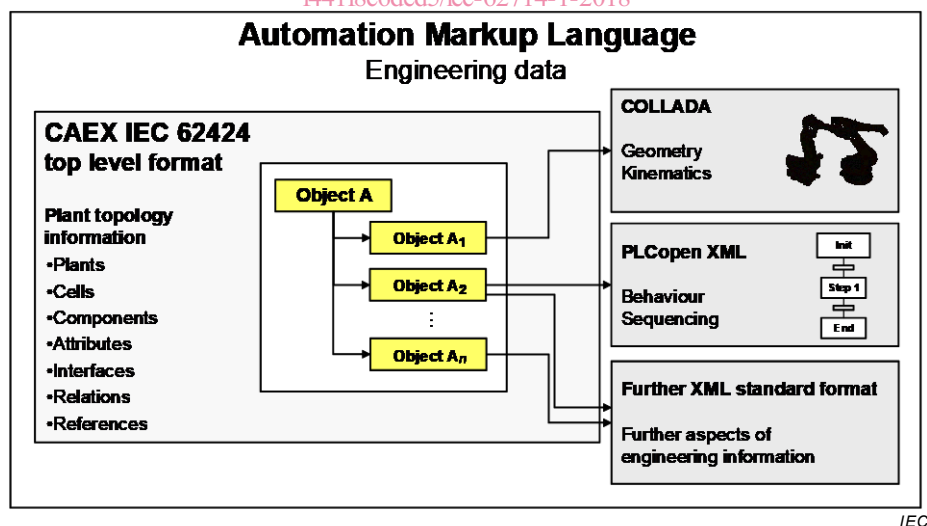 Automation Markup Language
Engineering data
CAEX IEC 62424
top level format
Plant topology
information
•Plants
•Cells
•Components
•Attributes
•Interfaces
•Relations
•References
Object A
Object A₁
Object A₂
⋮
Object Aₙ
COLLADA
Geometry
Kinematics
PLCopen XML
Behaviour
Sequencing
Init
Step 1
End
Further XML standard format
Further aspects of
engineering information
IEC